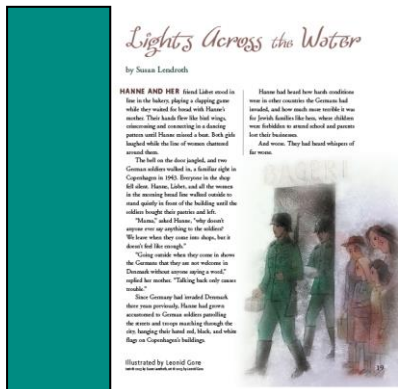 Lights Across the Water
by Susan Lendroth
HANNE AND HER friend Lisbet stood in
line in the bakery, playing a clapping game
while they waited for bread with Hanne's
mother. Their hands flew like bird wings,
crisscrossing and connecting in a dancing
pattern until Hanne missed a beat. Both girls
laughed while the line of women chattered
around them.
The bell on the door jangled, and two
German soldiers walked in, a familiar sight in
Copenhagen in 1943. Everyone in the shop
fell silent. Hanne, Lisbet, and all the women
in the morning bread line walked outside to
stand quietly in front of the building until the
soldiers bought their pastries and left.
"Mama," asked Hanne, "why doesn't
anyone ever say anything to the soldiers?
We leave when they come into shops, but it
doesn't feel like enough."
"Going outside when they come in shows
the Germans that they are not welcome in
Denmark without anyone saying a word,"
replied her mother. "Talking back only causes
trouble."
Since Germany had invaded Denmark
three years previously, Hanne had grown
accustomed to German soldiers patrolling
the streets and troops marching through the
city, hanging their hated red, black, and white
flags on Copenhagen's buildings.
Hanne had heard how harsh conditions
were in other countries the Germans had
invaded, and how much more terrible it was
for Jewish families like hers, where children
were forbidden to attend school and parents
lost their businesses.
And worse. They had heard whispers of
far worse.
BAGERI
Illustrated by Leonid Gore
19